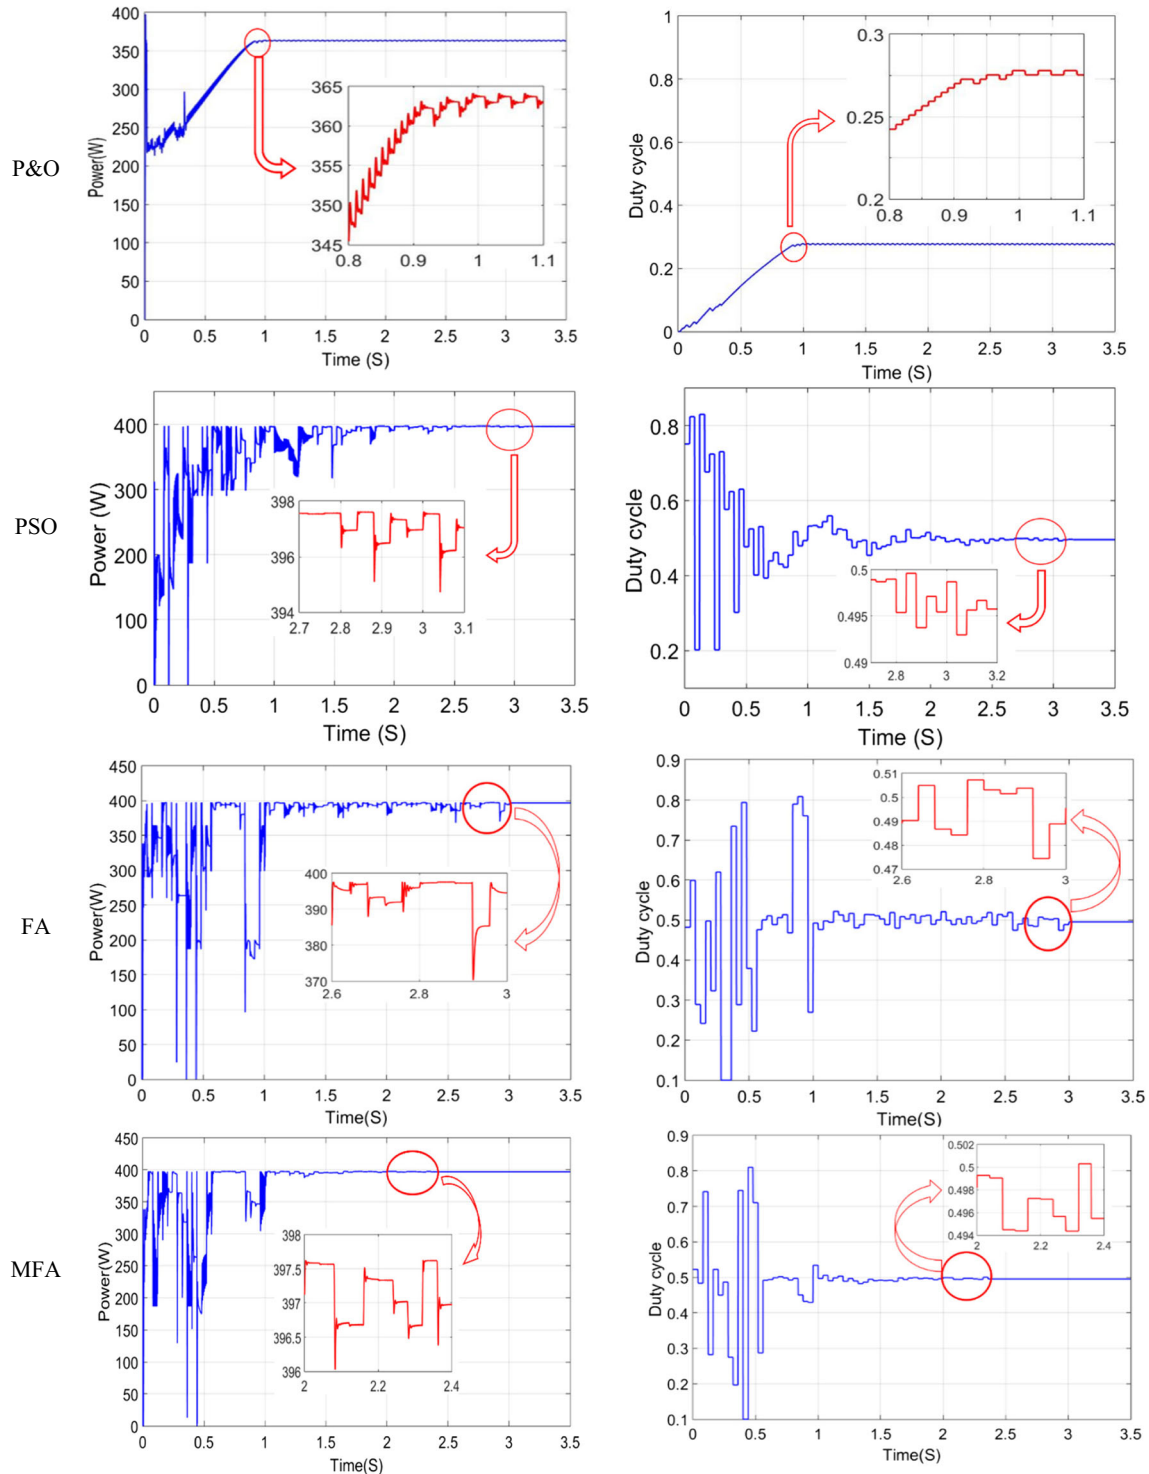 P&O
Power(W)
400
350
300
250
200
150
100
50
0
365
360
355
350
345
0.8 0.9 1 1.1
0 0.5 1 1.5 2 2.5 3 3.5
Time (S)
Duty cycle
1
0.8
0.6
0.4
0.2
0
0.3
0.25
0.2
0.8 0.9 1 1.1
0 0.5 1 1.5 2 2.5 3 3.5
Time (S)
PSO
Power (W)
400
300
200
100
0
398
396
394
2.7 2.8 2.9 3 3.1
0 0.5 1 1.5 2 2.5 3 3.5
Time (S)
Duty cycle
0.8
0.6
0.4
0.2
0.5
0.495
0.49
2.8 3 3.2
0 0.5 1 1.5 2 2.5 3 3.5
Time (S)
FA
Power(W)
450
400
350
300
250
200
150
100
50
0
400
390
380
370
2.6 2.8 3
0 0.5 1 1.5 2 2.5 3 3.5
Time(S)
Duty cycle
0.9
0.8
0.7
0.6
0.5
0.4
0.3
0.2
0.1
0.51
0.5
0.49
0.48
0.47
2.6 2.8 3
0 0.5 1 1.5 2 2.5 3 3.5
Time(S)
MFA
Power(W)
450
400
350
300
250
200
150
100
50
0
398
397.5
397
396.5
396
2 2.2 2.4
0 0.5 1 1.5 2 2.5 3 3.5
Time(S)
Duty cycle
0.9
0.8
0.7
0.6
0.5
0.4
0.3
0.2
0.1
0.502
0.5
0.498
0.496
0.494
2 2.2 2.4
0 0.5 1 1.5 2 2.5 3 3.5
Time(S)